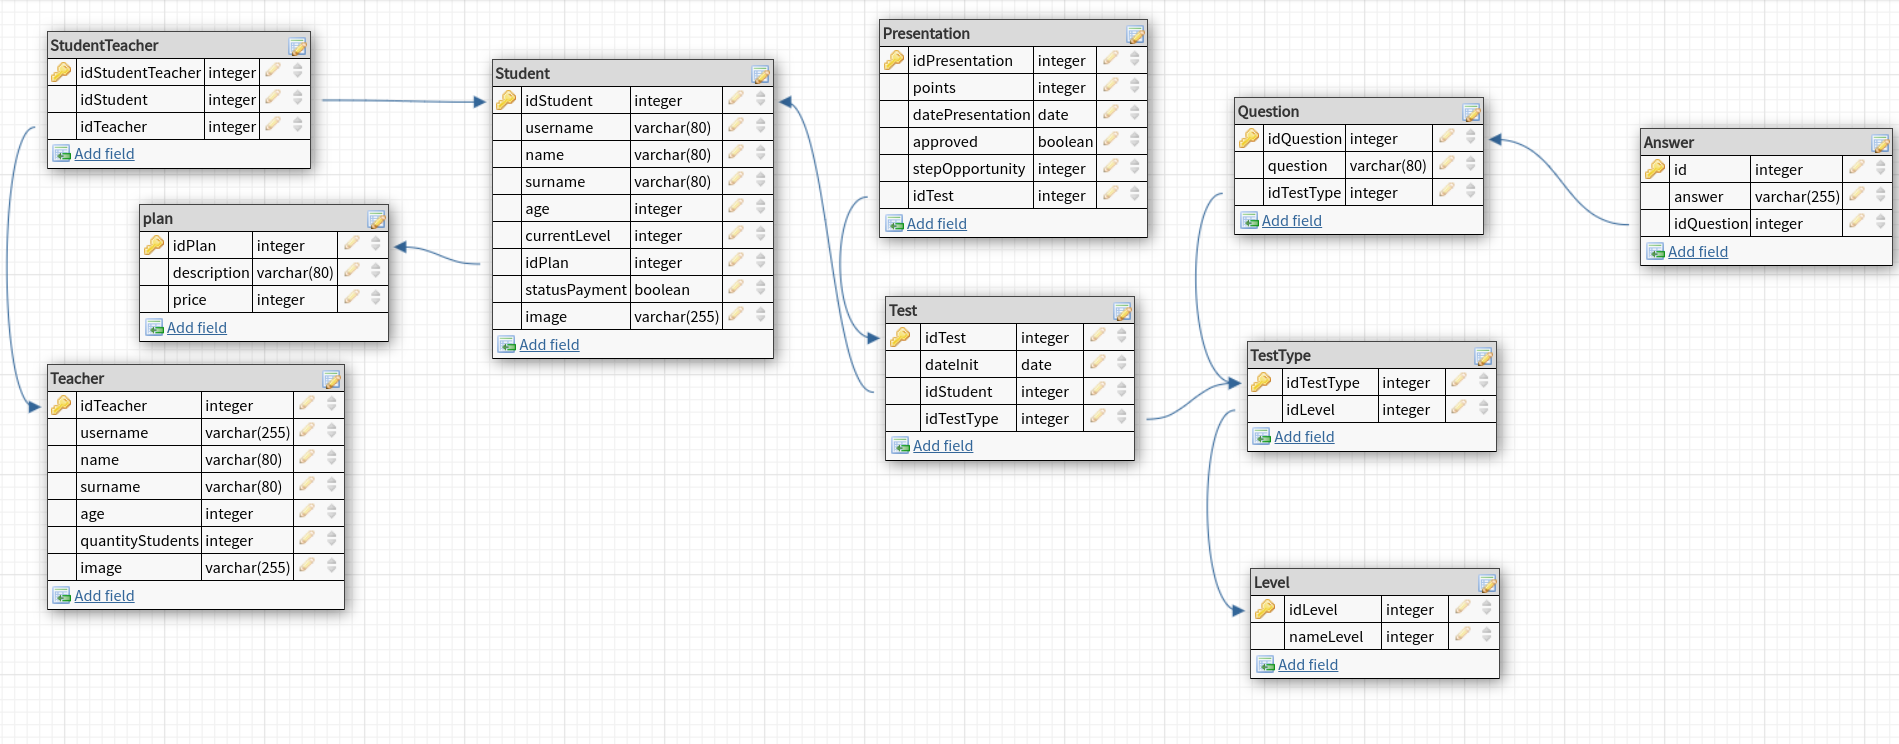 StudentTeacher
idStudentTeacher integer
idStudent integer
idTeacher integer
Add field
plan
idPlan integer
description varchar(80)
price integer
Add field
Teacher
idTeacher integer
username varchar(255)
name varchar(80)
surname varchar(80)
age integer
quantityStudents integer
image varchar(255)
Add field
Student
idStudent integer
username varchar(80)
name varchar(80)
surname varchar(80)
age integer
currentLevel integer
idPlan integer
statusPayment boolean
image varchar(255)
Add field
Presentation
idPresentation integer
points integer
datePresentation date
approved boolean
stepOpportunity integer
idTest integer
Add field
Test
idTest integer
dateInit date
idStudent integer
idTestType integer
Add field
Question
idQuestion integer
question varchar(80)
idTestType integer
Add field
TestType
idTestType integer
idLevel integer
Add field
Level
idLevel integer
nameLevel integer
Add field
Answer
id integer
answer varchar(255)
idQuestion integer
Add field